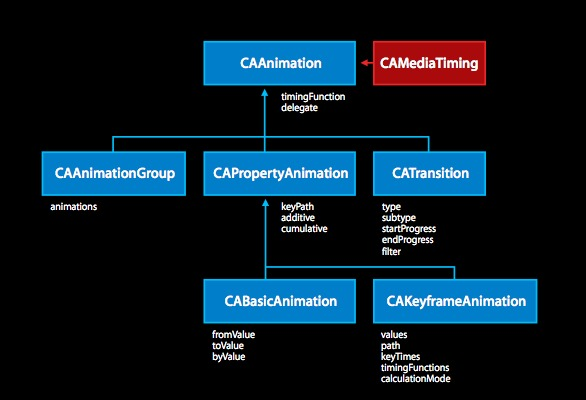 CAAnimation
CAMediaTiming
timingFunction
delegate
CAAnimationGroup
CAPropertyAnimation
CATransition
animations
keyPath
additive
cumulative
type
subtype
startProgress
endProgress
filter
CABasicAnimation
CAKeyframeAnimation
fromValue
toValue
byValue
values
path
keyTimes
timingFunctions
calculationMode